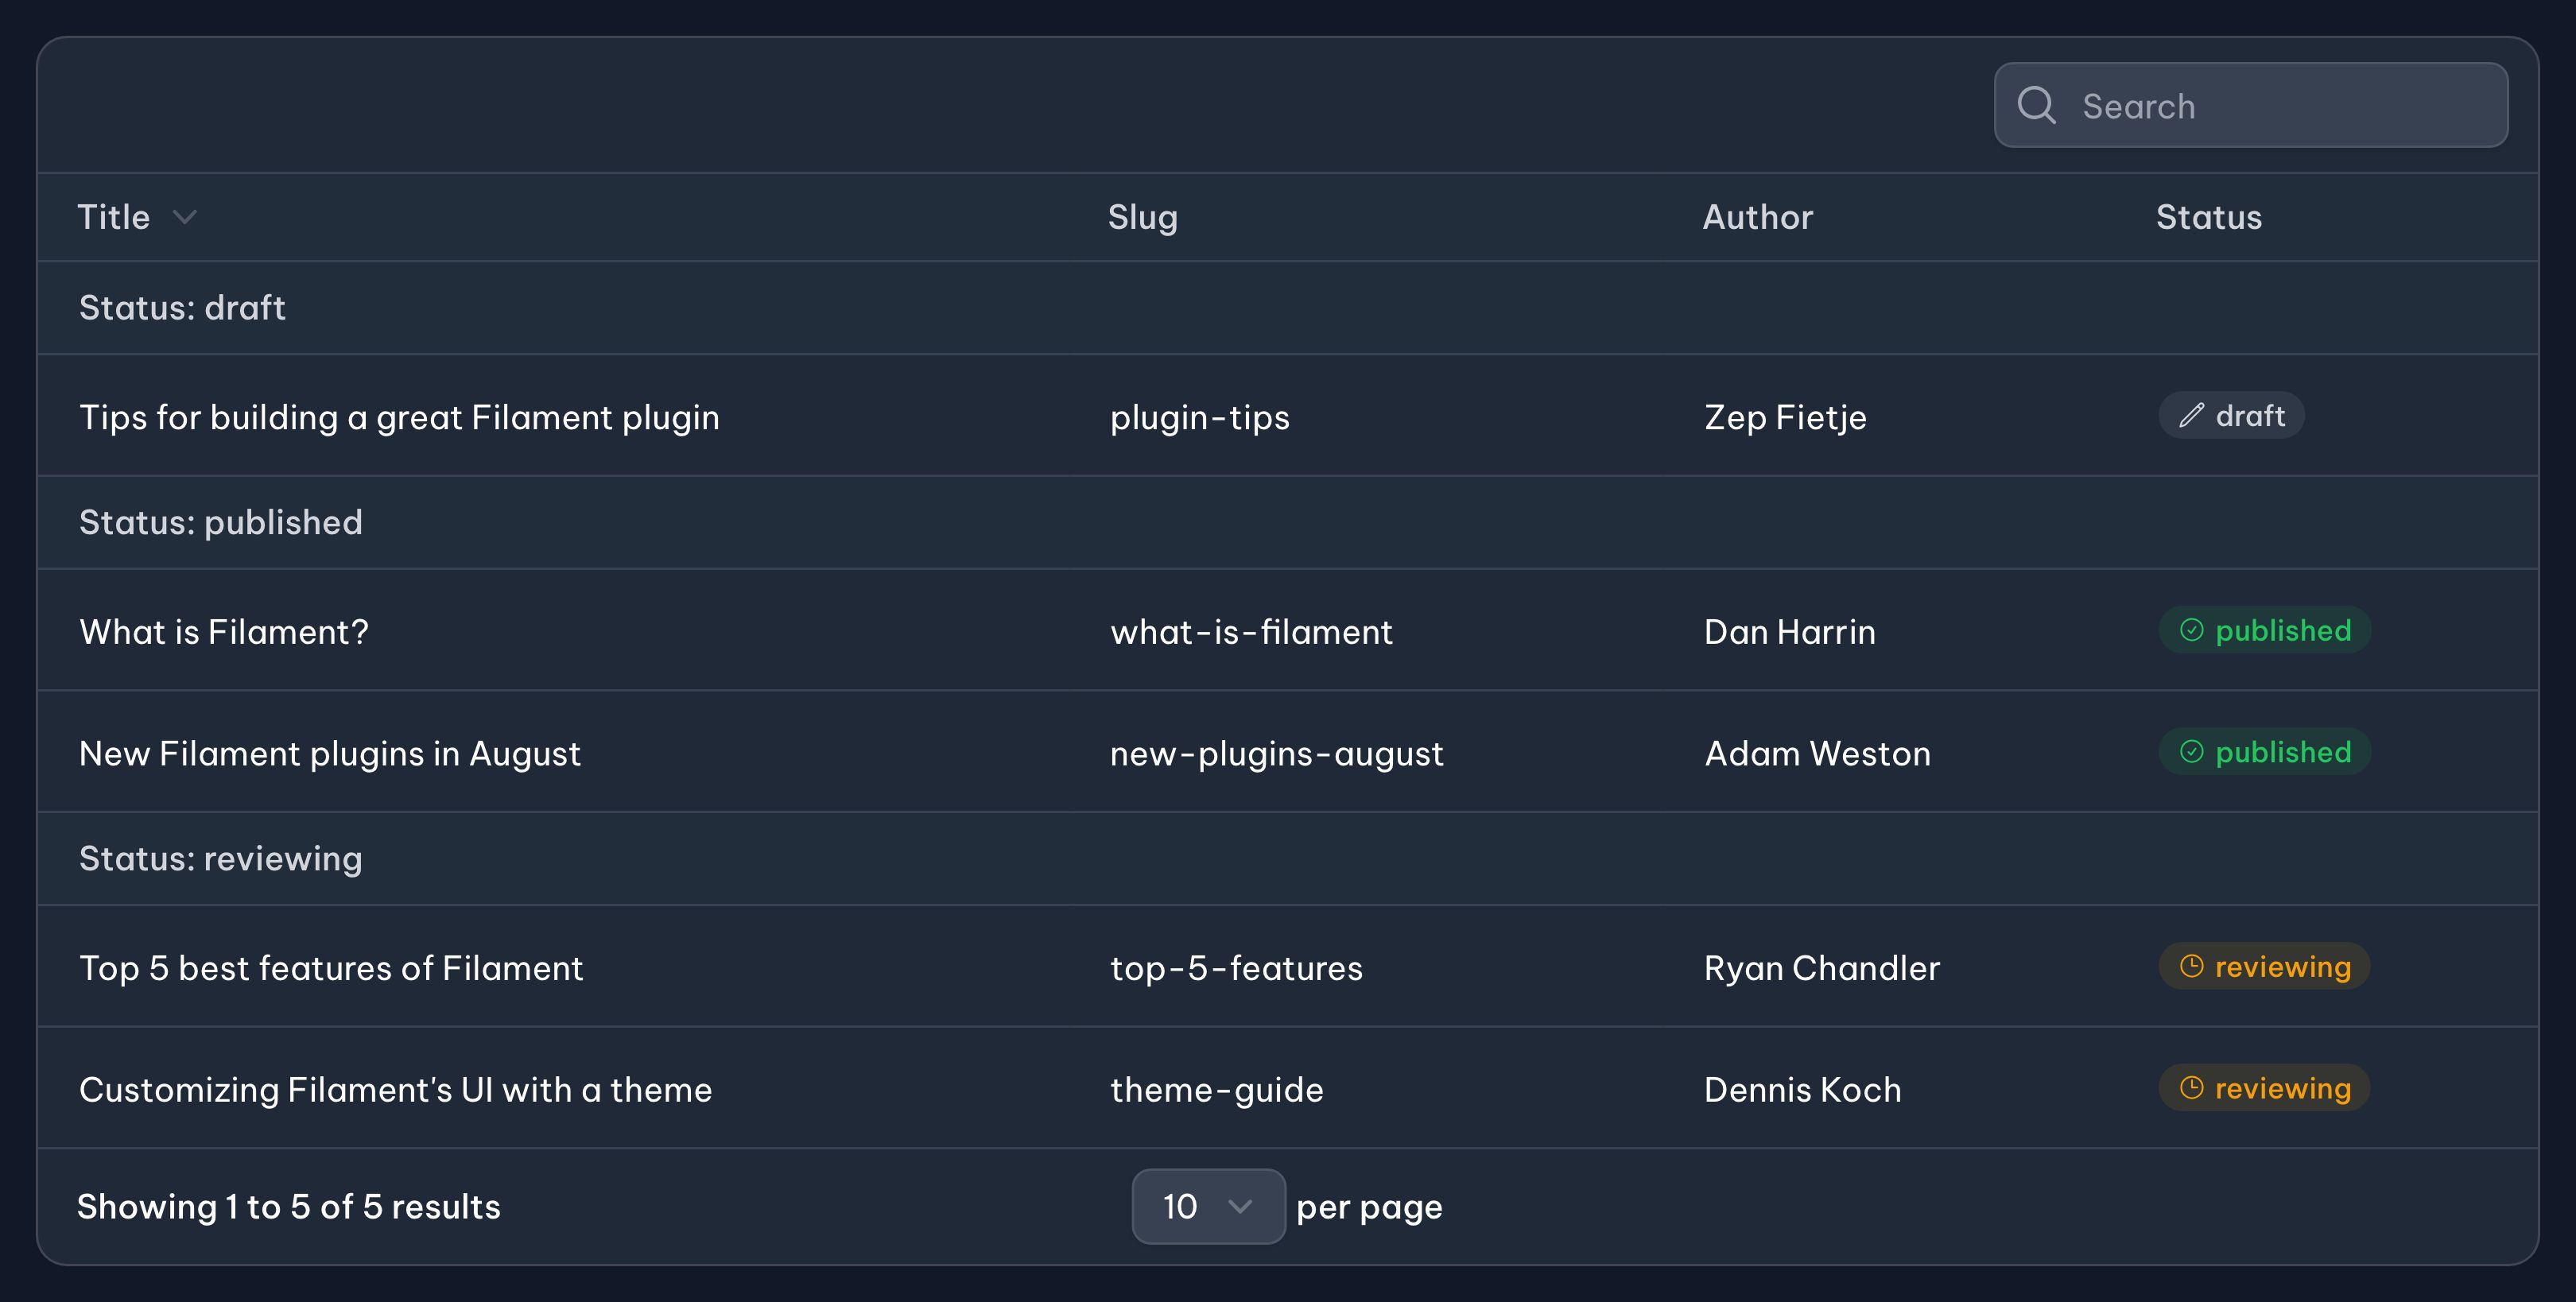 Search
Title Slug Author Status
Status: draft
Tips for building a great Filament plugin plugin-tips Zep Fietje draft
Status: published
What is Filament? what-is-filament Dan Harrin published
New Filament plugins in August new-plugins-august Adam Weston published
Status: reviewing
Top 5 best features of Filament top-5-features Ryan Chandler reviewing
Customizing Filament's UI with a theme theme-guide Dennis Koch reviewing
Showing 1 to 5 of 5 results 10 per page